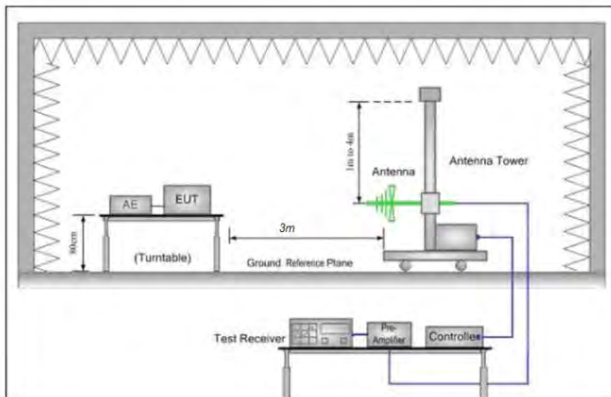 1m to 4m
Antenna
Antenna Tower
AE
EUT
80cm
3m
(Turntable)
Ground Reference Plane
Test Receiver
Pre-
Amplifier
Controller